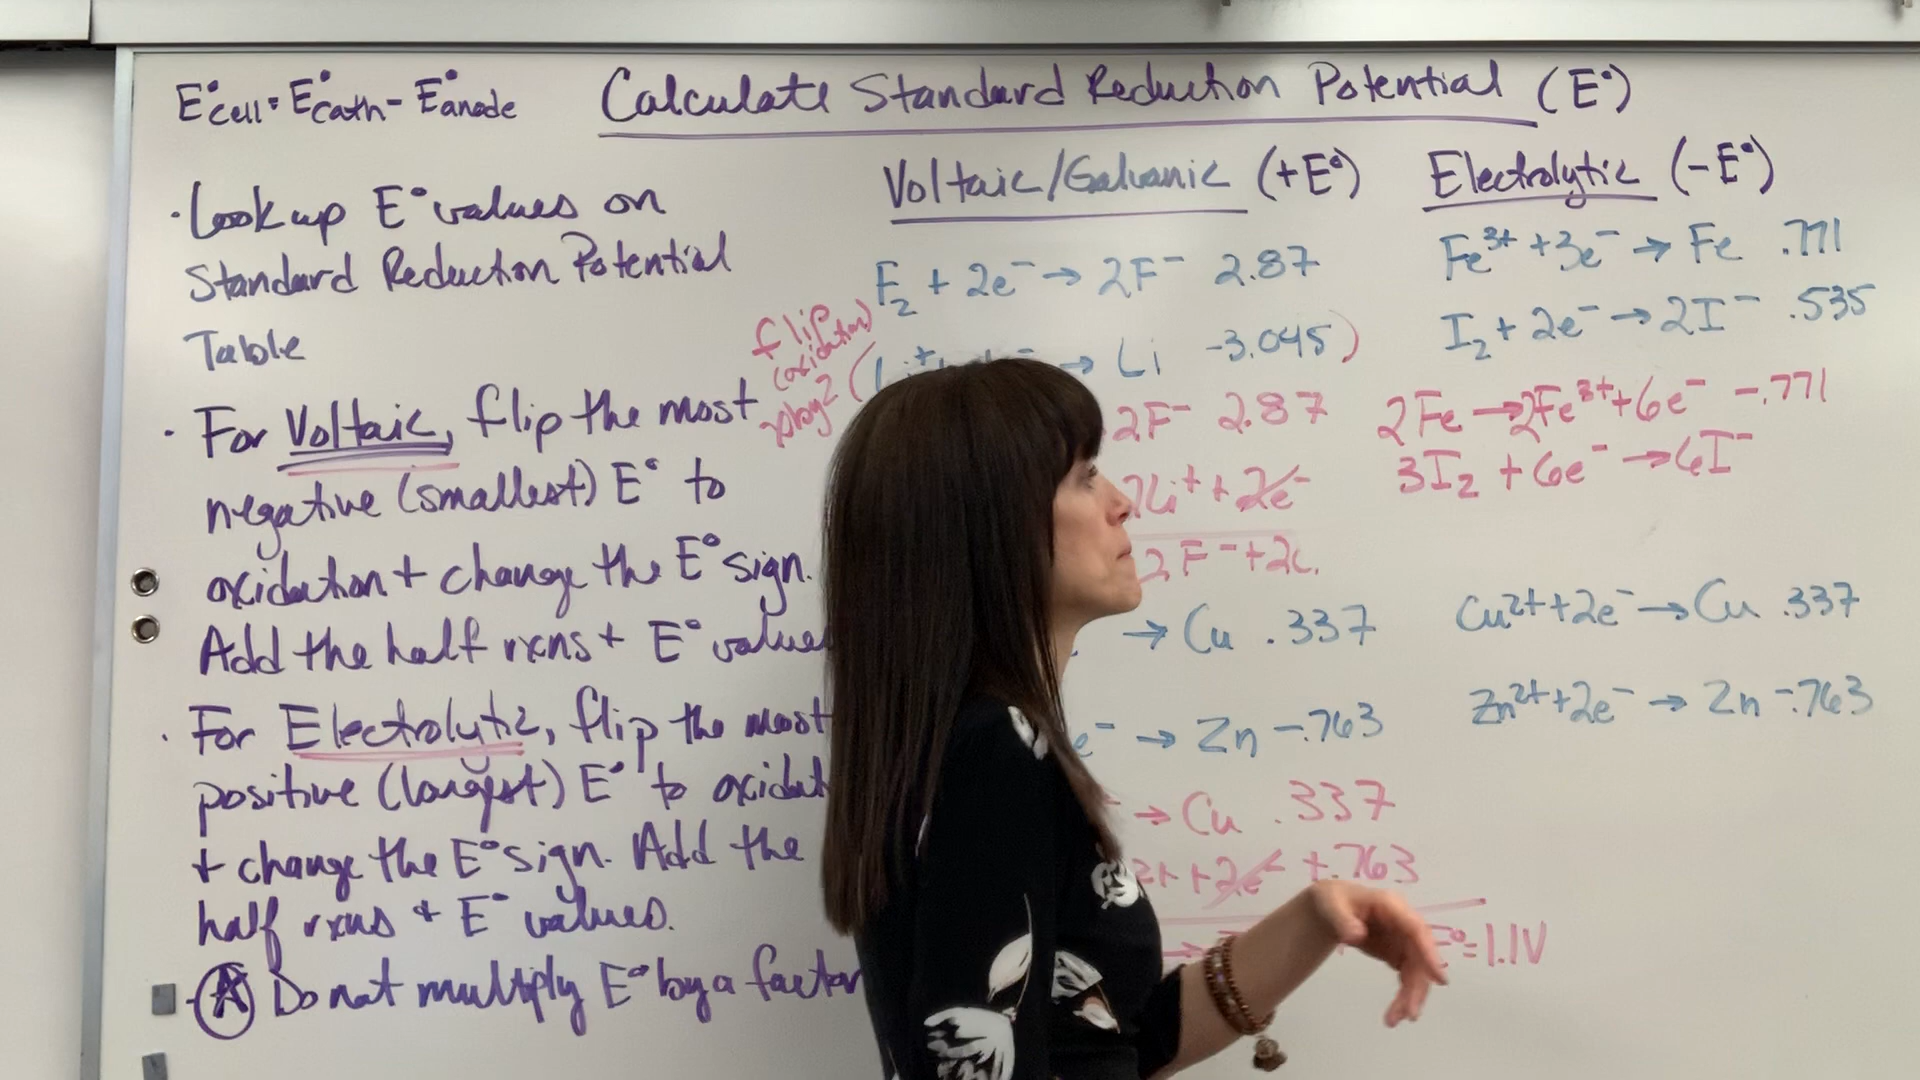 E°cell = E°cath - E°anode
Calculate Standard Reduction Potential (E°)
· Look up E° values on
Standard Reduction Potential
Table
· For Voltaic, flip the most
negative (smallest) E° to
oxidation + change the E° sign.
Add the half rxns + E° values
· For Electrolytic, flip the most
positive (largest) E° to oxidat
+ change the E° sign. Add the
half rxns + E° values.
· A Do not multiply E° by a factor
Voltaic/Galvanic (+E°)
F₂ + 2e⁻ → 2F⁻ 2.87
flip
(oxidation)
→ Li -3.045)
2F⁻ 2.87
2Li⁺ + 2e⁻
2F⁻ + 2L
→ Cu .337
e⁻ → Zn -.763
→ Cu .337
2+ + 2e⁻ +.763
→ E° = 1.1V
Electrolytic (-E°)
Fe³⁺ + 3e⁻ → Fe .771
I₂ + 2e⁻ → 2I⁻ .535
2Fe → 2Fe³⁺ + 6e⁻ -.771
3I₂ + 6e⁻ → 6I⁻
Cu²⁺ + 2e⁻ → Cu .337
Zn²⁺ + 2e⁻ → Zn -.763